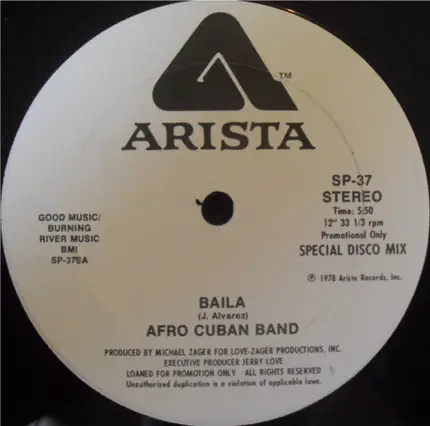 TM
ARISTA
SP-37
STEREO
Time: 5:50
12" 33 1/3 rpm
Promotional Only
SPECIAL DISCO MIX
℗ 1978 Arista Records, Inc.
GOOD MUSIC/
BURNING
RIVER MUSIC
BMI
BAILA
(J. Alvarez)
AFRO CUBAN BAND
PRODUCED BY MICHAEL ZAGER FOR LOVE-ZAGER PRODUCTIONS, INC.
EXECUTIVE PRODUCER JERRY LOVE
LOANED FOR PROMOTION ONLY ALL RIGHTS RESERVED
Unauthorized duplication is a violation of applicable laws.